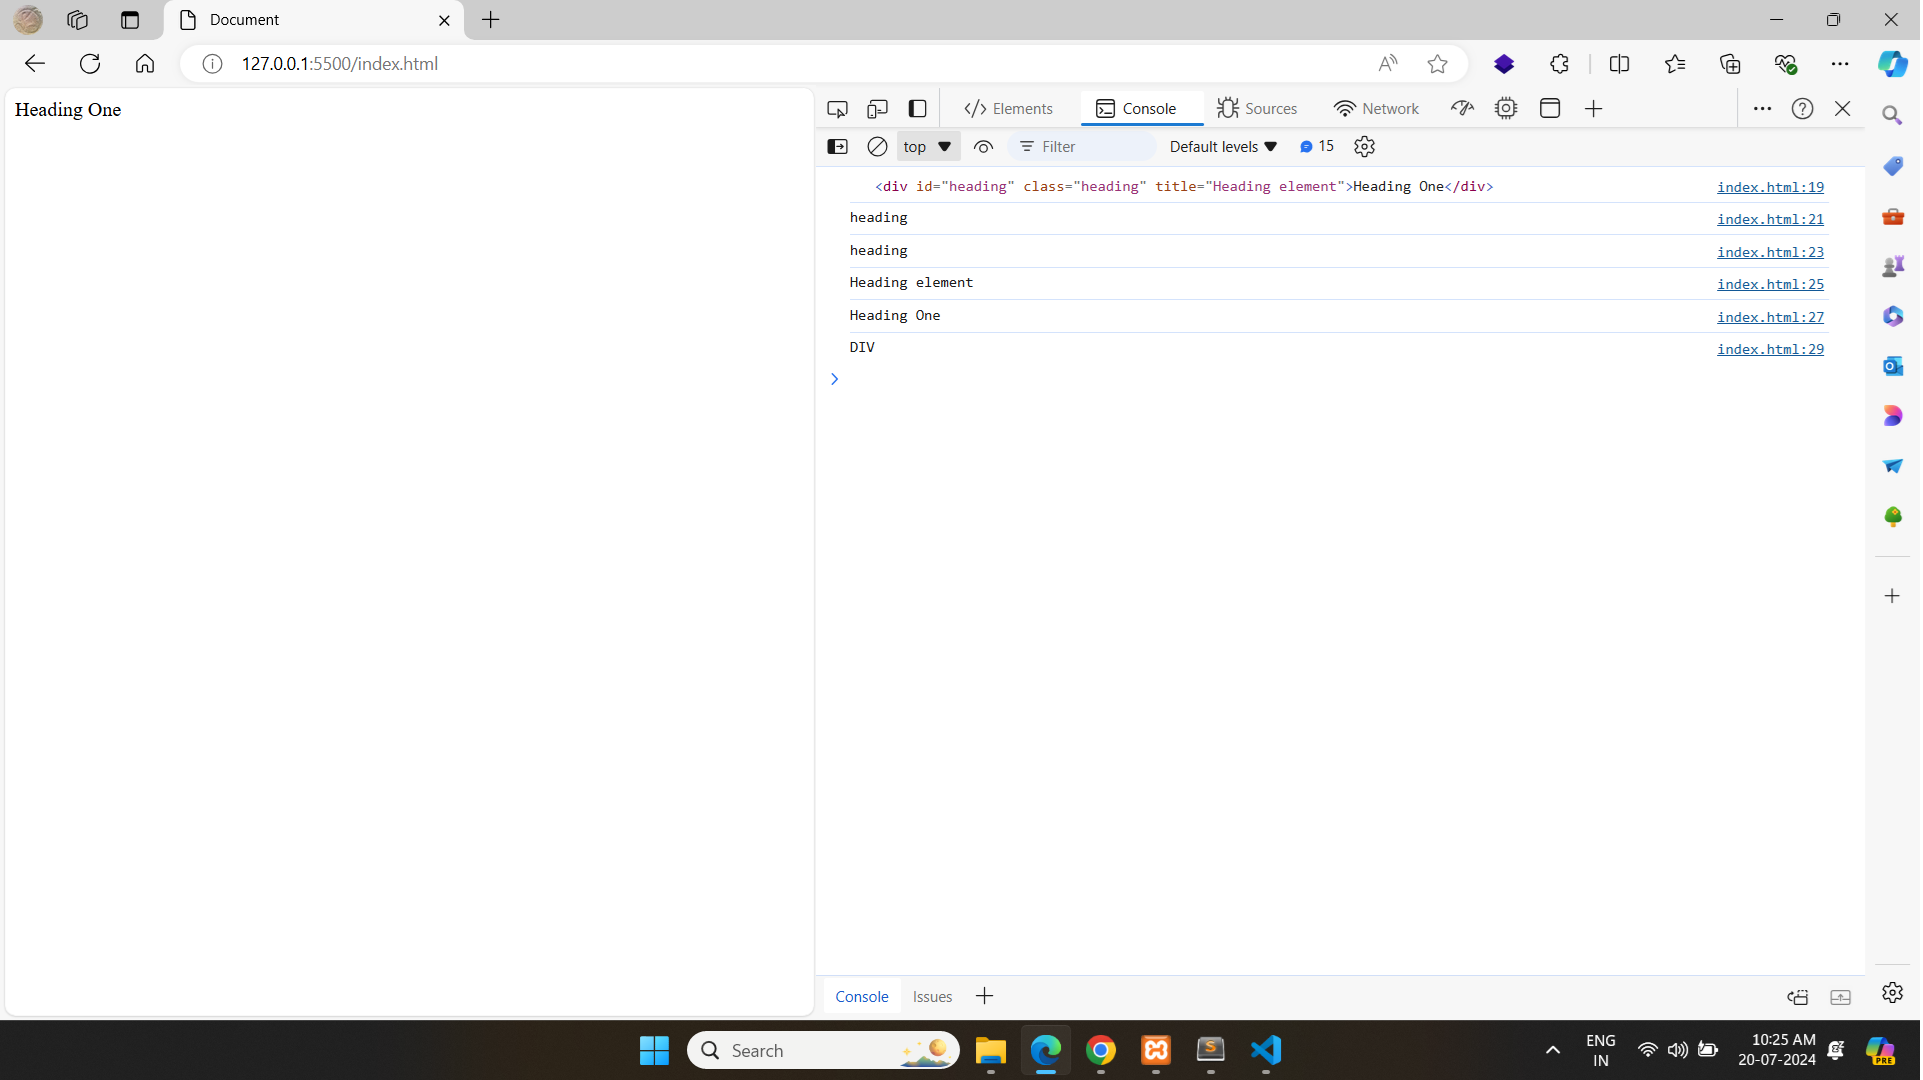 Document
127.0.0.1:5500/index.html
Heading One
Elements
Console
Sources
Network
top
Filter
Default levels
15
<div id="heading" class="heading" title="Heading element">Heading One</div>
index.html:19
heading
index.html:21
heading
index.html:23
Heading element
index.html:25
Heading One
index.html:27
DIV
index.html:29
Console
Issues
Search
ENG
IN
10:25 AM
20-07-2024
PRE